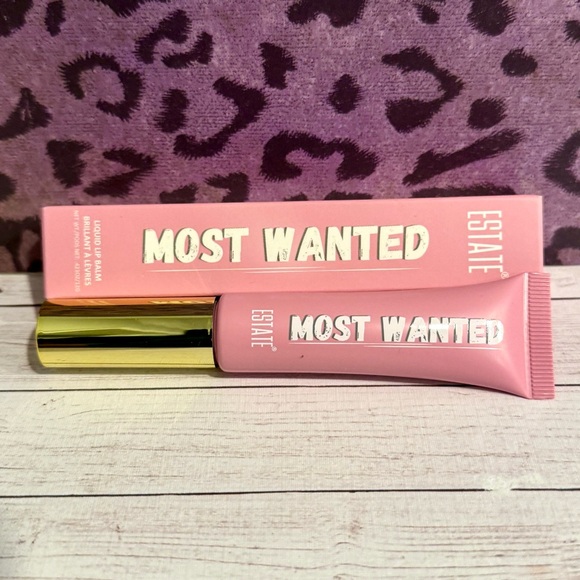 LIQUID LIP BALM
BRILLANT À LÈVRES
MOST WANTED
ESTATE®
ESTATE®
MOST WANTED